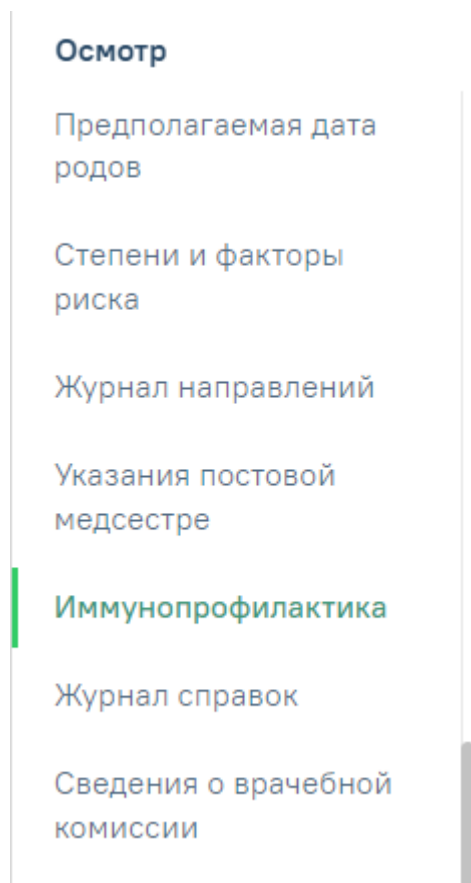 Осмотр
Предполагаемая дата
родов
Степени и факторы
риска
Журнал направлений
Указания постовой
медсестре
Иммунопрофилактика
Журнал справок
Сведения о врачебной
комиссии